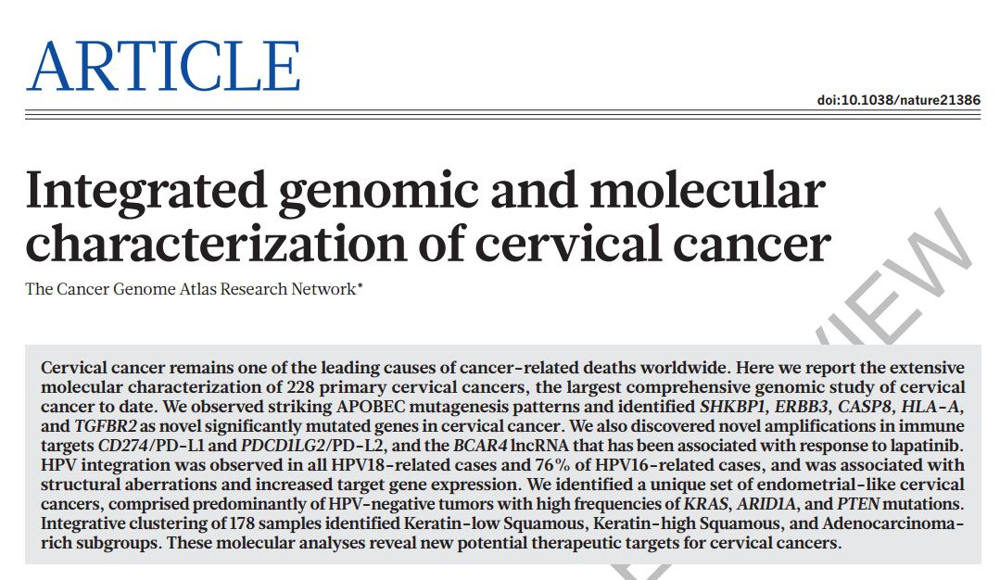 ARTICLE
doi:10.1038/nature21386
Integrated genomic and molecular
characterization of cervical cancer
The Cancer Genome Atlas Research Network*
Cervical cancer remains one of the leading causes of cancer-related deaths worldwide. Here we report the extensive
molecular characterization of 228 primary cervical cancers, the largest comprehensive genomic study of cervical
cancer to date. We observed striking APOBEC mutagenesis patterns and identified SHKBP1, ERBB3, CASP8, HLA-A,
and TGFBR2 as novel significantly mutated genes in cervical cancer. We also discovered novel amplifications in immune
targets CD274/PD-L1 and PDCD1LG2/PD-L2, and the BCAR4 lncRNA that has been associated with response to lapatinib.
HPV integration was observed in all HPV18-related cases and 76% of HPV16-related cases, and was associated with
structural aberrations and increased target gene expression. We identified a unique set of endometrial-like cervical
cancers, comprised predominantly of HPV-negative tumors with high frequencies of KRAS, ARID1A, and PTEN mutations.
Integrative clustering of 178 samples identified Keratin-low Squamous, Keratin-high Squamous, and Adenocarcinoma-
rich subgroups. These molecular analyses reveal new potential therapeutic targets for cervical cancers.